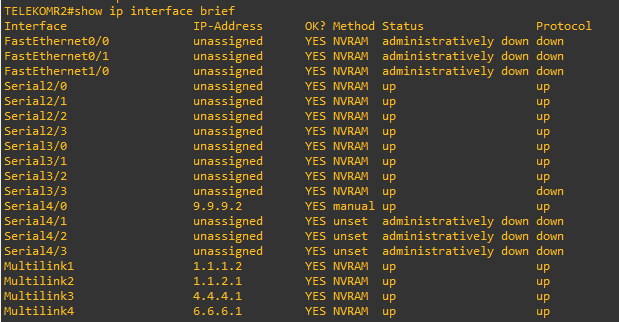 TELEKOMR2#show ip interface brief
Interface IP-Address OK? Method Status Protocol
FastEthernet0/0 unassigned YES NVRAM administratively down down
FastEthernet0/1 unassigned YES NVRAM administratively down down
FastEthernet1/0 unassigned YES NVRAM administratively down down
Serial2/0 unassigned YES NVRAM up up
Serial2/1 unassigned YES NVRAM up up
Serial2/2 unassigned YES NVRAM up up
Serial2/3 unassigned YES NVRAM up up
Serial3/0 unassigned YES NVRAM up up
Serial3/1 unassigned YES NVRAM up up
Serial3/2 unassigned YES NVRAM up up
Serial3/3 unassigned YES NVRAM up down
Serial4/0 9.9.9.2 YES manual up up
Serial4/1 unassigned YES unset administratively down down
Serial4/2 unassigned YES unset administratively down down
Serial4/3 unassigned YES unset administratively down down
Multilink1 1.1.1.2 YES NVRAM up up
Multilink2 1.1.2.1 YES NVRAM up up
Multilink3 4.4.4.1 YES NVRAM up up
Multilink4 6.6.6.1 YES NVRAM up up